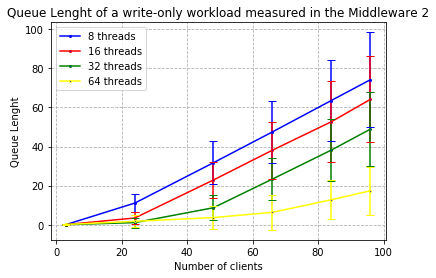 Queue Lenght of a write-only workload measured in the Middleware 2
8 threads
16 threads
32 threads
64 threads
100
80
60
40
20
0
Queue Lenght
0
20
40
60
80
100
Number of clients